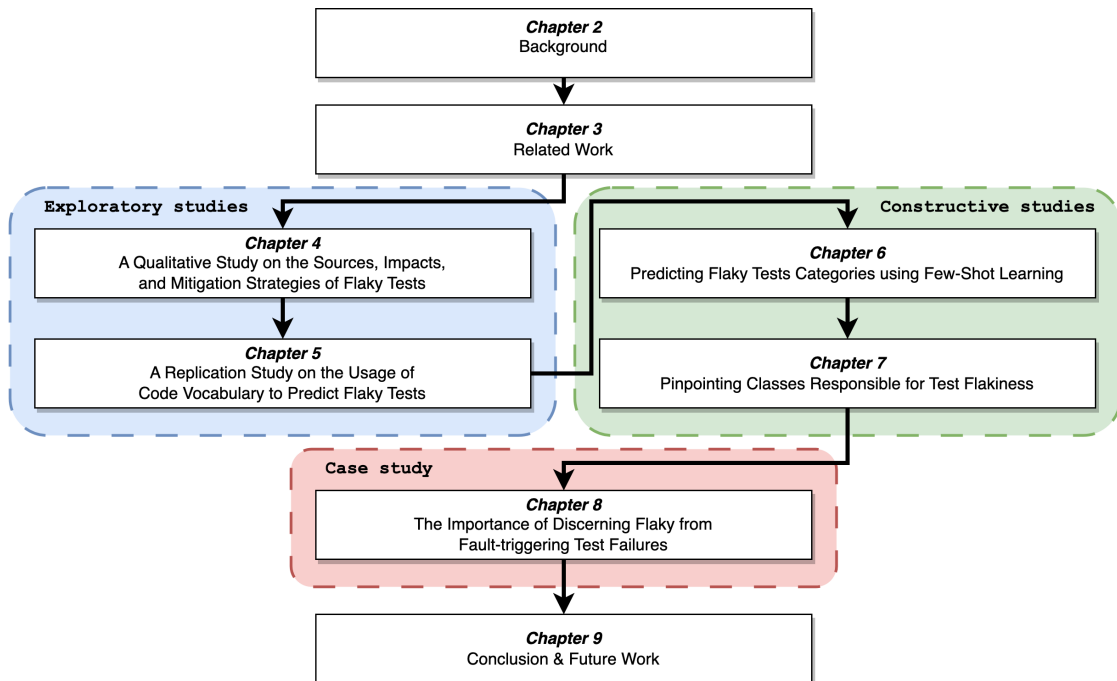 Chapter 2
Background
Chapter 3
Related Work
Exploratory studies
Chapter 4
A Qualitative Study on the Sources, Impacts,
and Mitigation Strategies of Flaky Tests
Chapter 5
A Replication Study on the Usage of
Code Vocabulary to Predict Flaky Tests
Constructive studies
Chapter 6
Predicting Flaky Tests Categories using Few-Shot Learning
Chapter 7
Pinpointing Classes Responsible for Test Flakiness
Case study
Chapter 8
The Importance of Discerning Flaky from
Fault-triggering Test Failures
Chapter 9
Conclusion & Future Work